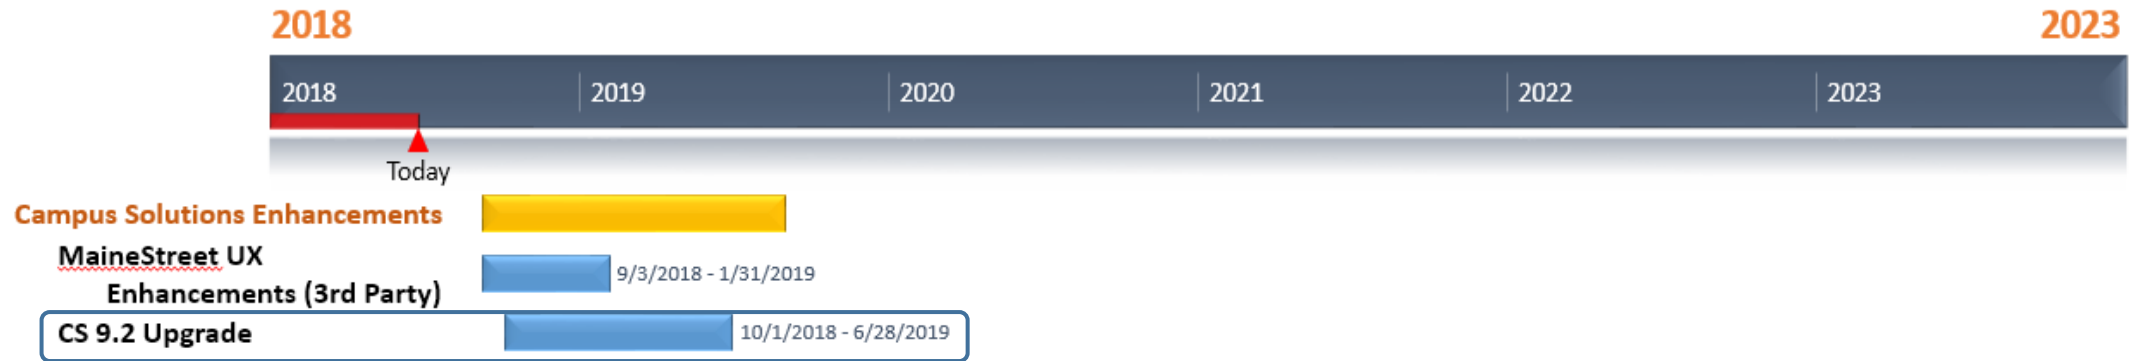 2018 2023
2018 2019 2020 2021 2022 2023
Today
Campus Solutions Enhancements
MaineStreet UX
Enhancements (3rd Party)
9/3/2018 - 1/31/2019
CS 9.2 Upgrade 10/1/2018 - 6/28/2019